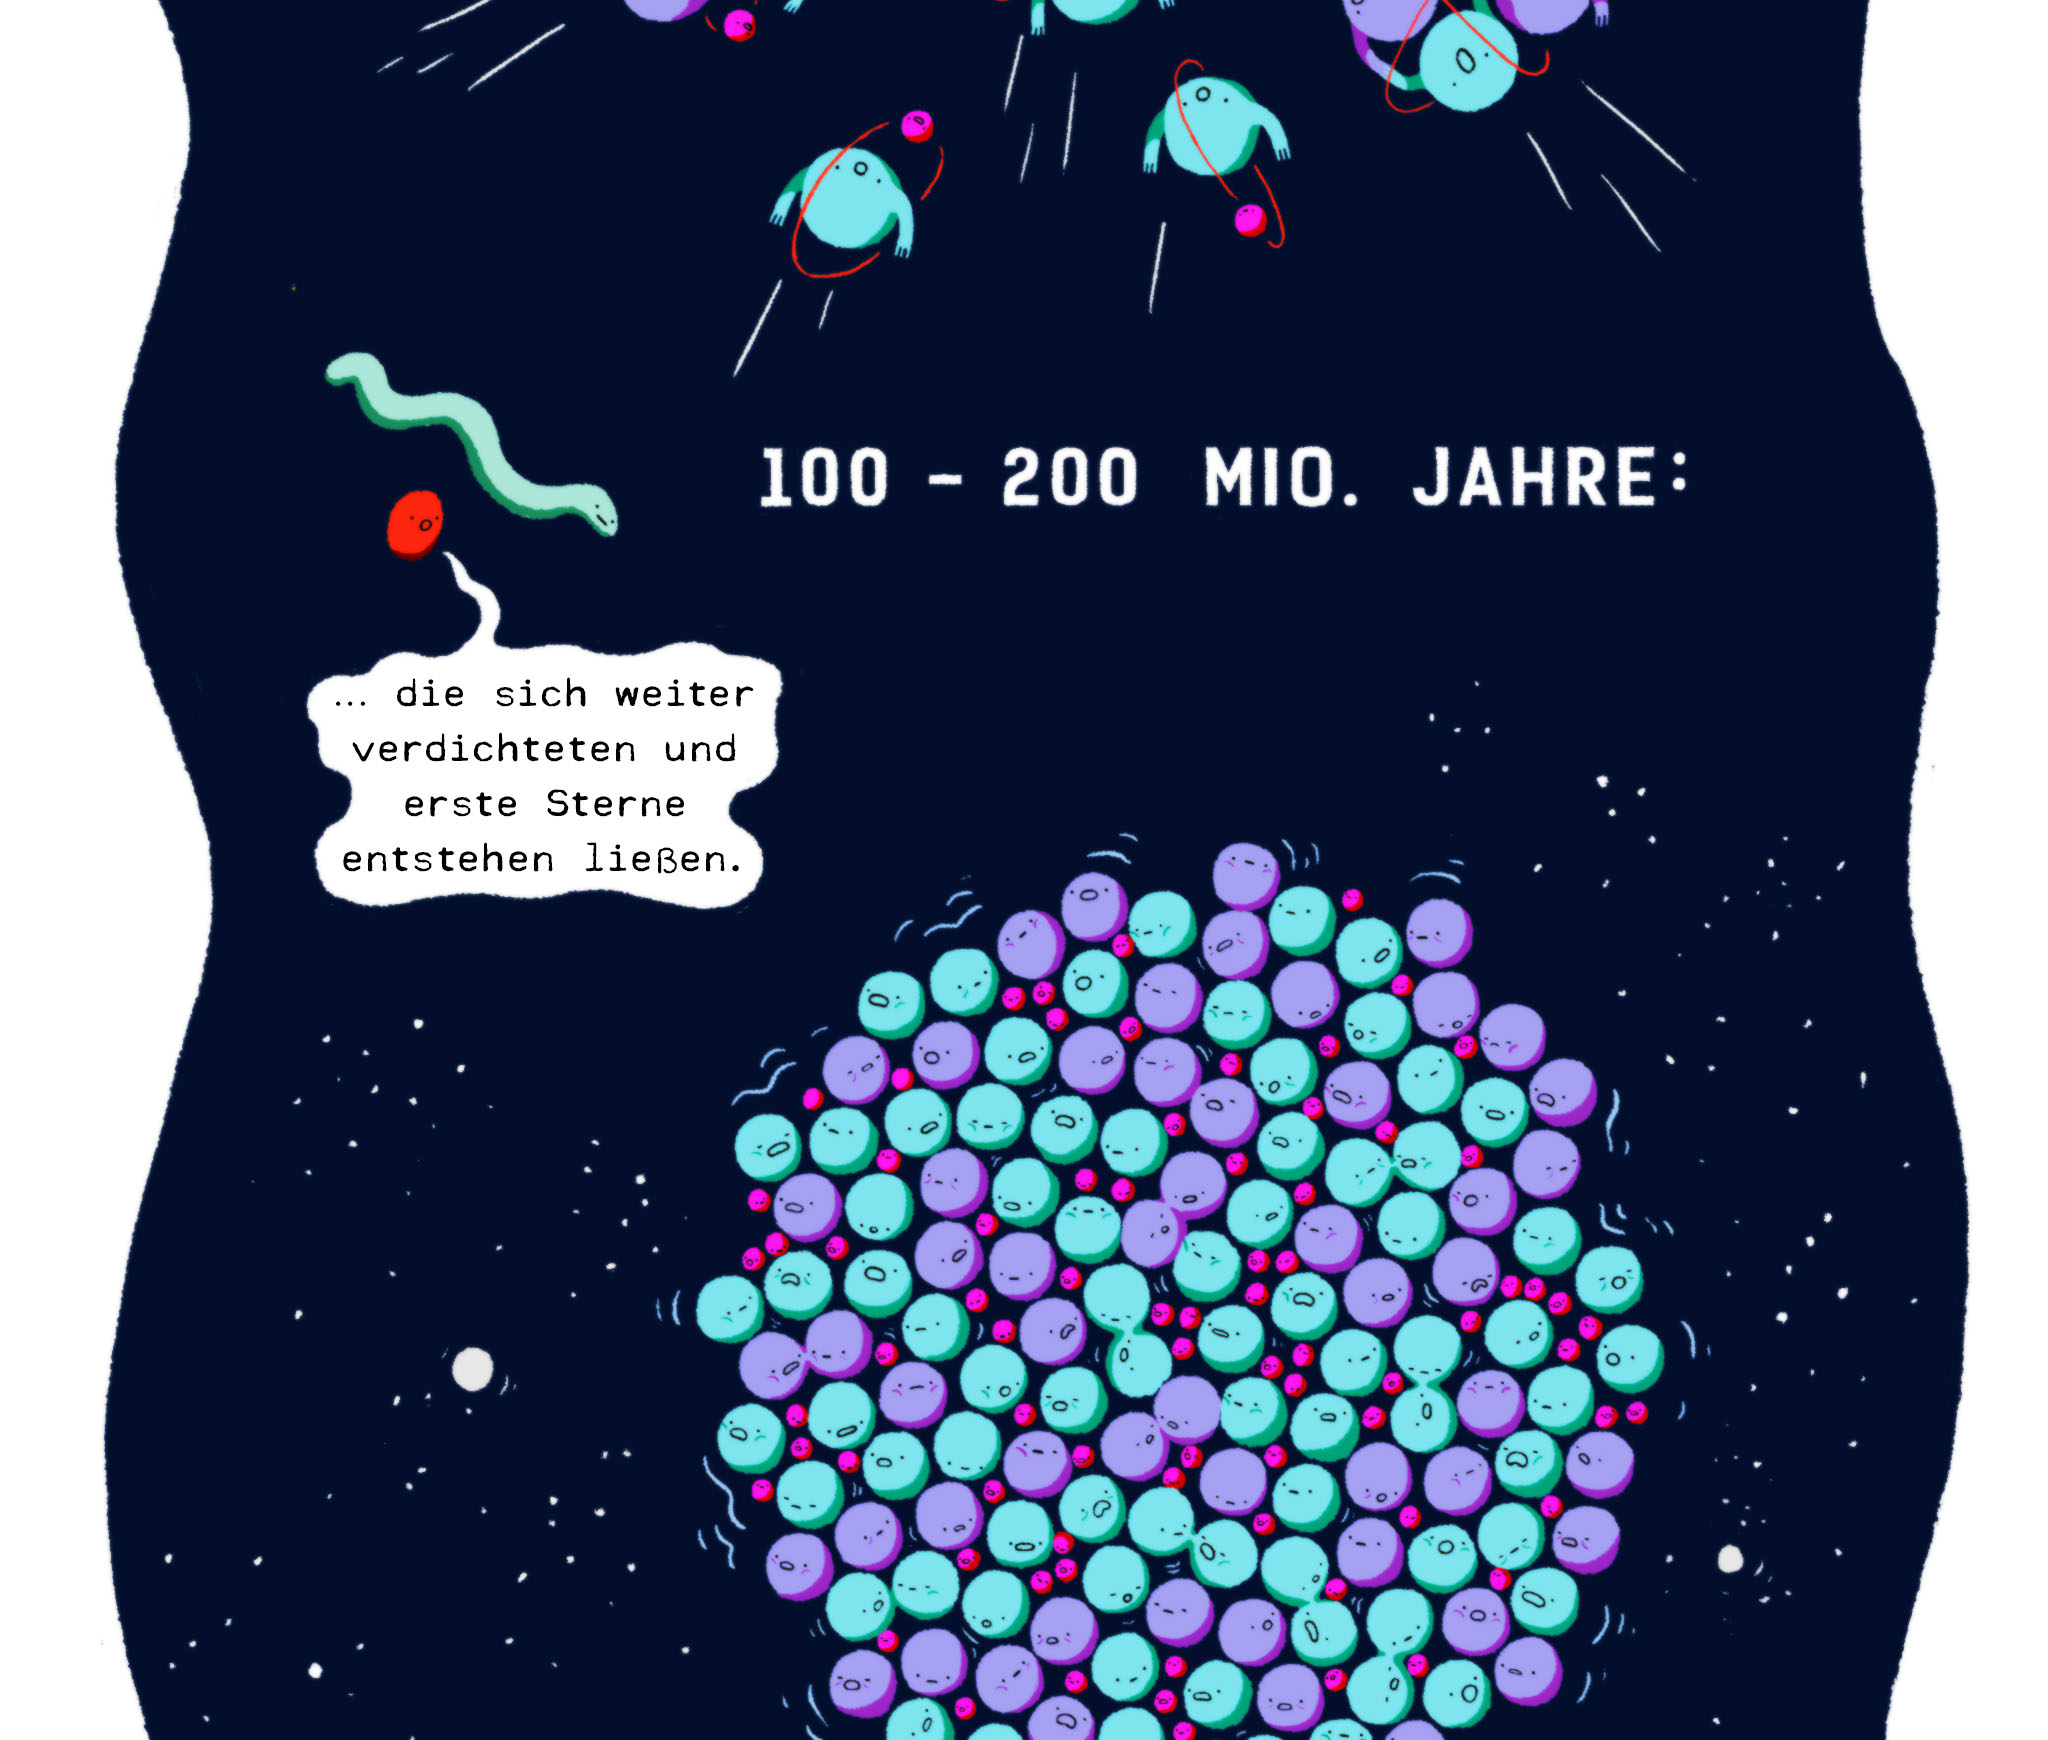 100 – 200 MIO. JAHRE:
... die sich weiter
verdichteten und
erste Sterne
entstehen ließen.